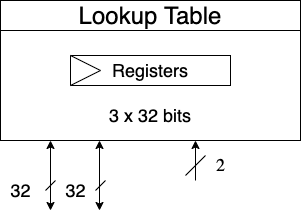 Lookup Table
Registers
3 x 32 bits
32 32 2